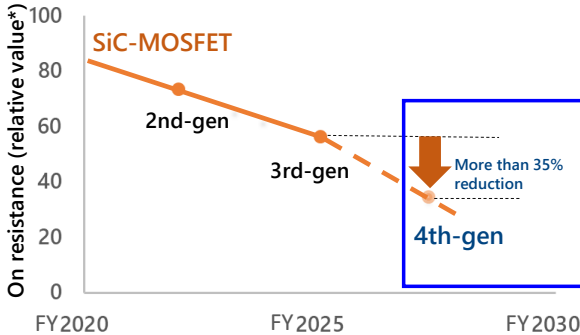 On resistance (relative value*)
100
80
60
40
20
0
SiC-MOSFET
2nd-gen
3rd-gen
More than 35%
reduction
4th-gen
FY2020
FY2025
FY2030